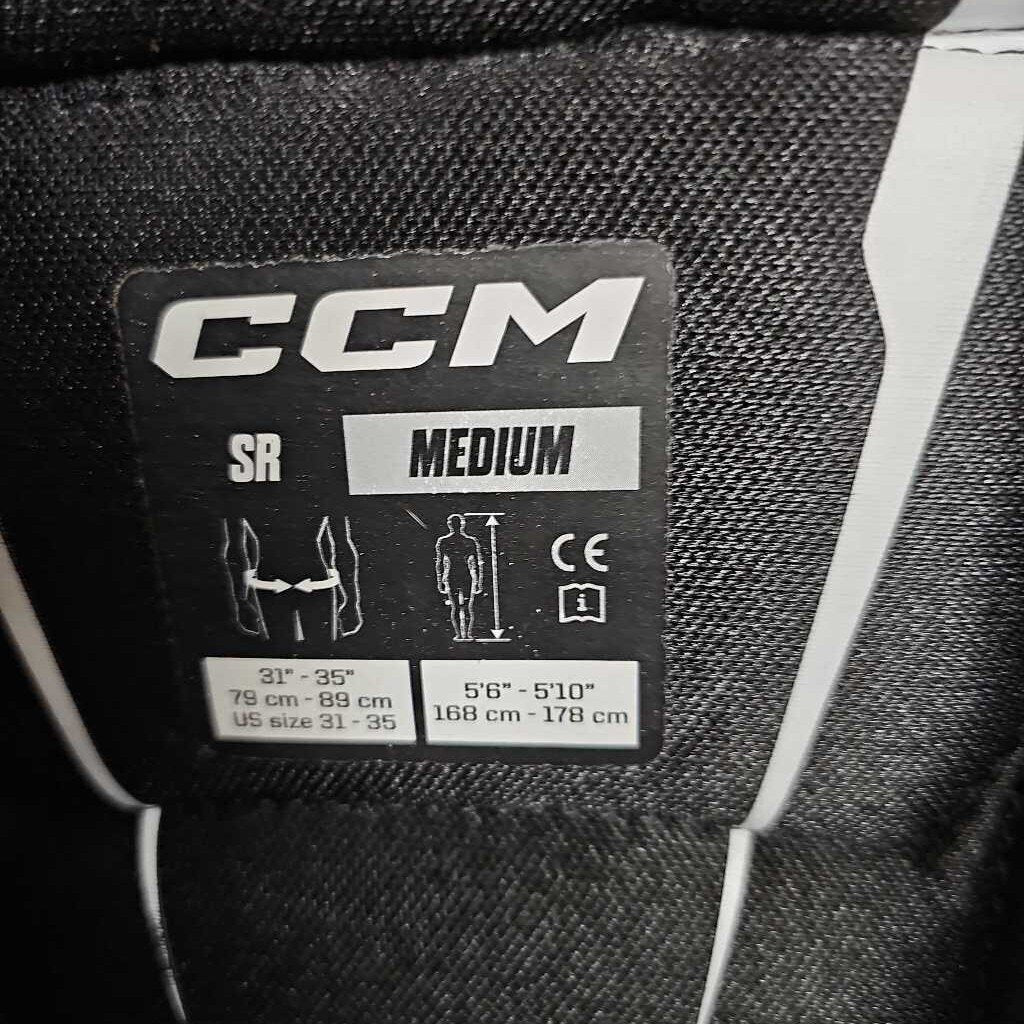 CCM
SR MEDIUM
CE
i
31" - 35"
79 cm - 89 cm
US size 31 - 35
5'6" - 5'10"
168 cm - 178 cm